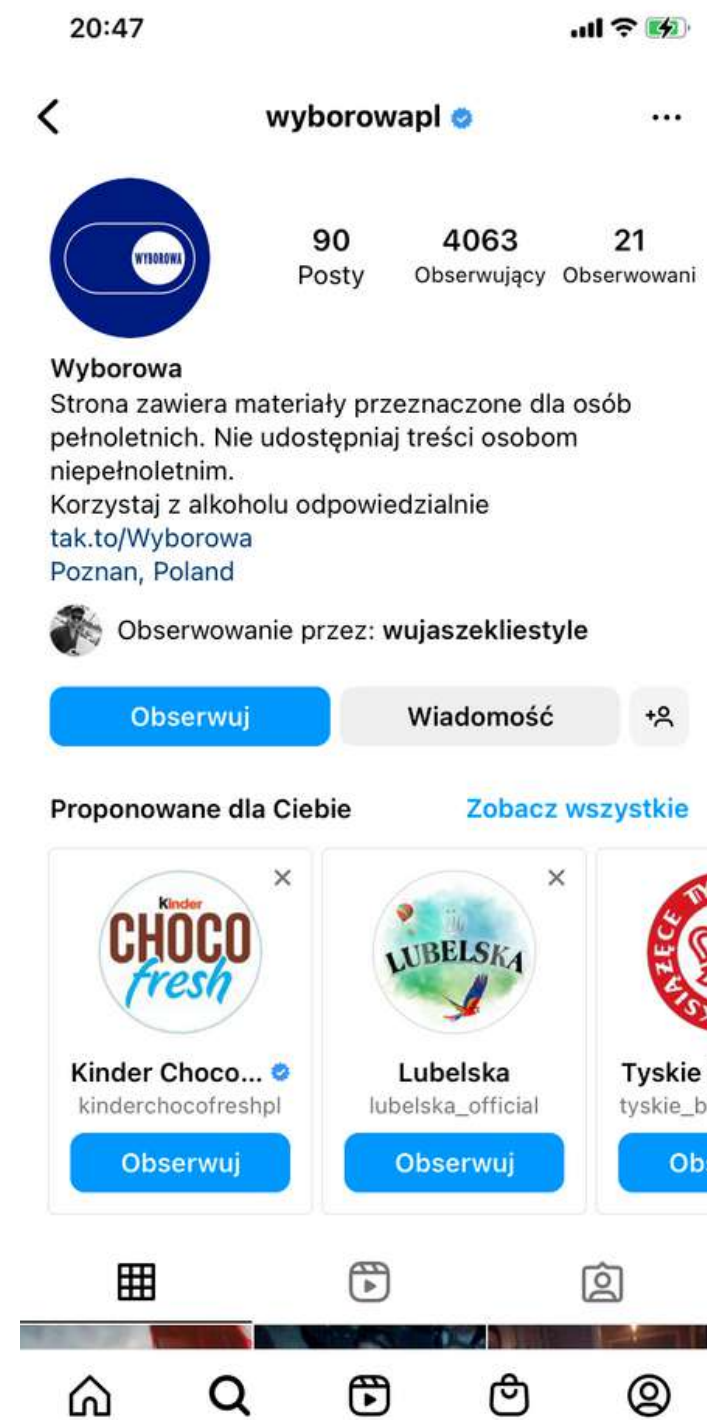 20:47
wyborowapl
WYBOROWA
90 4063 21
Posty Obserwujący Obserwowani
Wyborowa
Strona zawiera materiały przeznaczone dla osób
pełnoletnich. Nie udostępniaj treści osobom
niepełnoletnim.
Korzystaj z alkoholu odpowiedzialnie
tak.to/Wyborowa
Poznan, Poland
Obserwowanie przez: wujaszekliestyle
Obserwuj Wiadomość
Proponowane dla Ciebie Zobacz wszystkie
Kinder
CHOCO
fresh
LUBELSKA
Kinder Choco... Lubelska Tyskie
kinderchocofreshpl lubelska_official tyskie_b
Obserwuj Obserwuj Obs